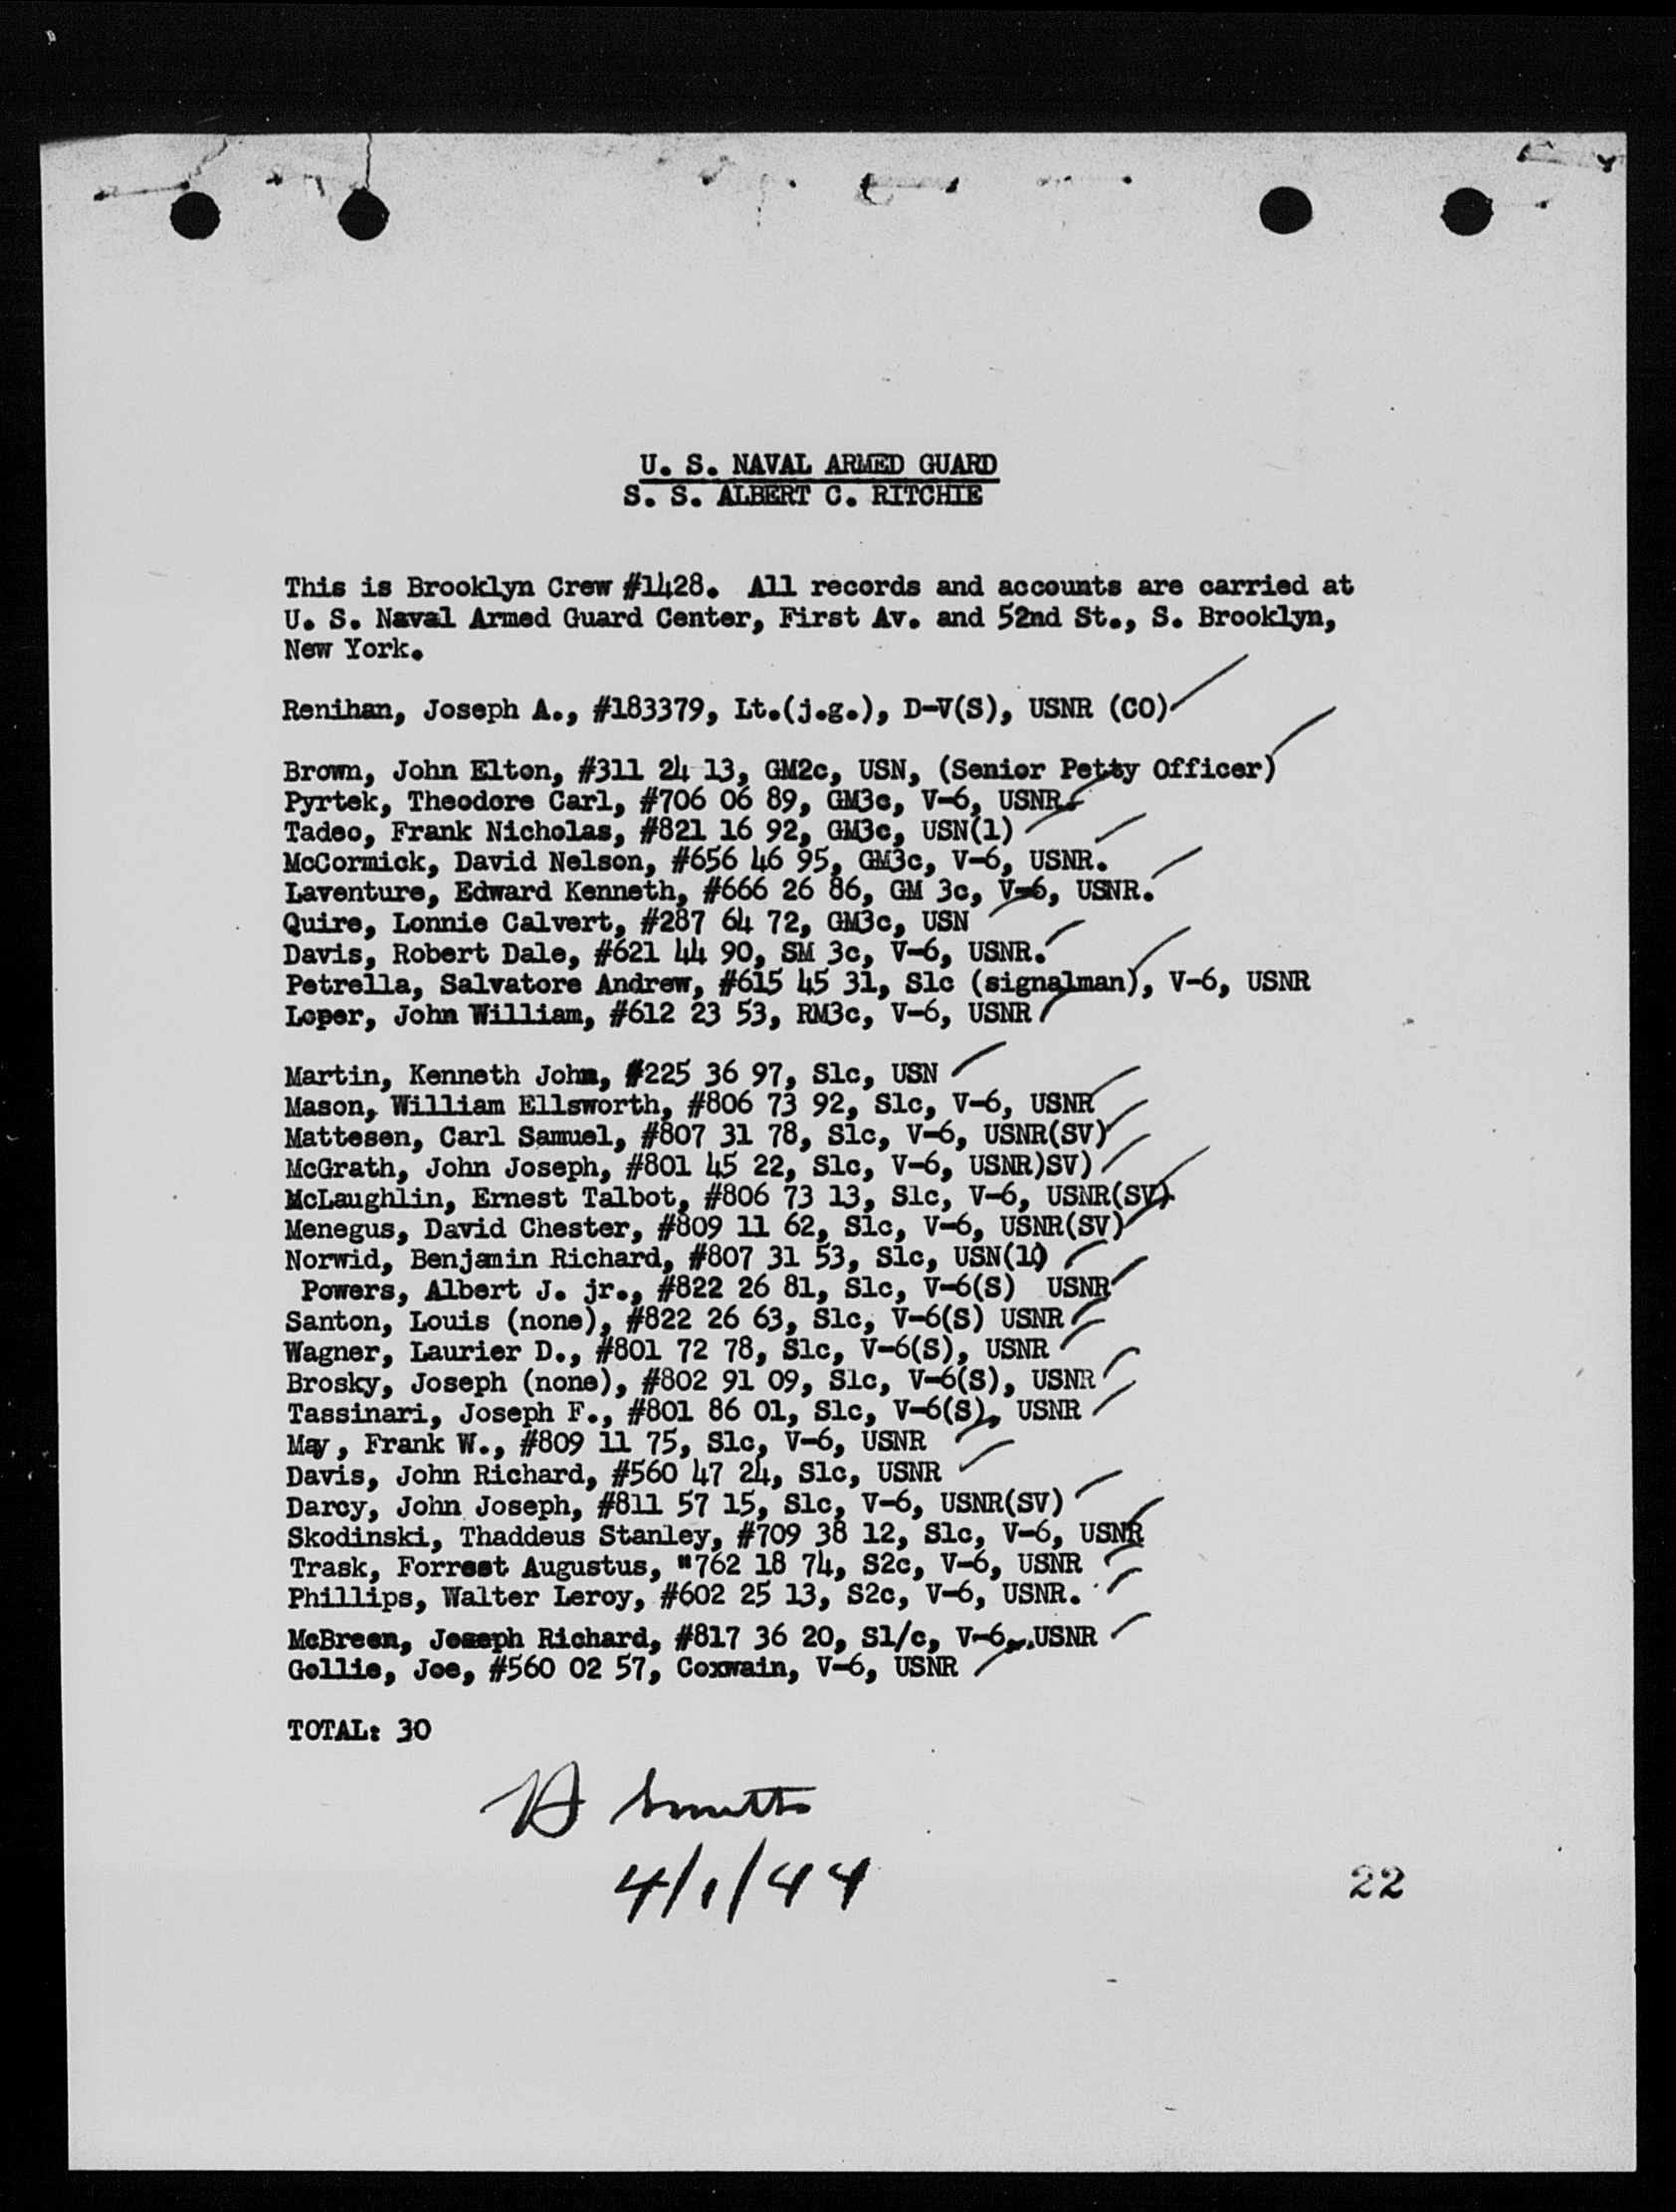 U. S. NAVAL ARMED GUARD
S. S. ALBERT C. RITCHIE
This is Brooklyn Crew #1428. All records and accounts are carried at
U. S. Naval Armed Guard Center, First Av. and 52nd St., S. Brooklyn,
New York.
Renihan, Joseph A., #183379, Lt.(j.g.), D-V(S), USNR (CO)
Brown, John Elton, #311 24 13, GM2c, USN, (Senior Petty Officer)
Pyrtek, Theodore Carl, #706 06 89, GM3c, V-6, USNR.
Tadeo, Frank Nicholas, #821 16 92, GM3c, USN(1)
McCormick, David Nelson, #656 46 95, GM3c, V-6, USNR.
Laventure, Edward Kenneth, #666 26 86, GM 3c, V-6, USNR.
Quire, Lonnie Calvert, #287 64 72, GM3c, USN
Davis, Robert Dale, #621 44 90, SM 3c, V-6, USNR.
Petrella, Salvatore Andrew, #615 45 31, S1c (signalman), V-6, USNR
Loper, John William, #612 23 53, RM3c, V-6, USNR
Martin, Kenneth John, #225 36 97, S1c, USN
Mason, William Ellsworth, #806 73 92, S1c, V-6, USNR
Mattesen, Carl Samuel, #807 31 78, S1c, V-6, USNR(SV)
McGrath, John Joseph, #801 45 22, S1c, V-6, USNR)SV)
McLaughlin, Ernest Talbot, #806 73 13, S1c, V-6, USNR(SV).
Menegus, David Chester, #809 11 62, S1c, V-6, USNR(SV)
Norwid, Benjamin Richard, #807 31 53, S1c, USN(1)
Powers, Albert J. jr., #822 26 81, S1c, V-6(S) USNR
Santon, Louis (none), #822 26 63, S1c, V-6(S) USNR
Wagner, Laurier D., #801 72 78, S1c, V-6(S), USNR
Brosky, Joseph (none), #802 91 09, S1c, V-6(S), USNR
Tassinari, Joseph F., #801 86 01, S1c, V-6(S), USNR
May, Frank W., #809 11 75, S1c, V-6, USNR
Davis, John Richard, #560 47 24, S1c, USNR
Darcy, John Joseph, #811 57 15, S1c, V-6, USNR(SV)
Skodinski, Thaddeus Stanley, #709 38 12, S1c, V-6, USNR
Trask, Forrest Augustus, "762 18 74, S2c, V-6, USNR
Phillips, Walter Leroy, #602 25 13, S2c, V-6, USNR.
McBreen, Joseph Richard, #817 36 20, S1/c, V-6, USNR
Gollie, Joe, #560 02 57, Coxwain, V-6, USNR
TOTAL: 30
4/1/44
22